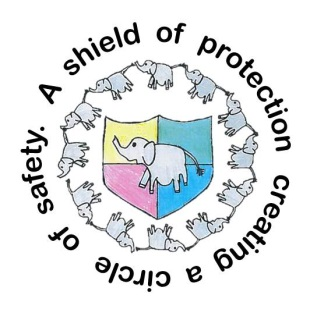 A shield of protection creating a circle of safety.